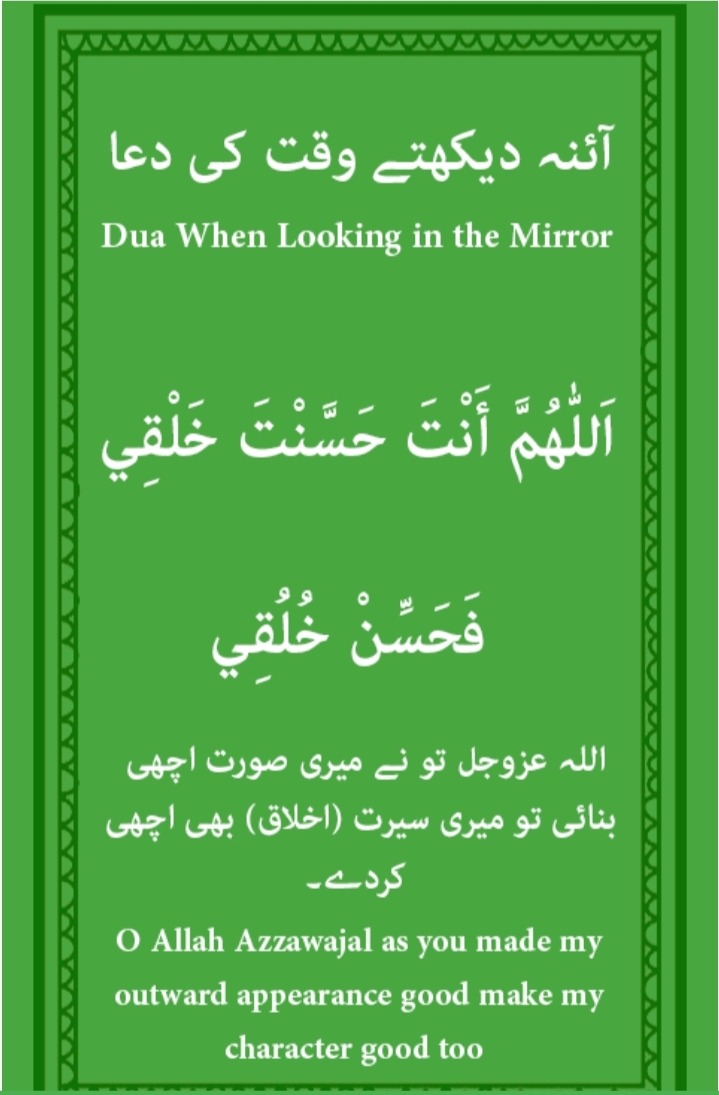 آئنہ دیکھتے وقت کی دعا
Dua When Looking in the Mirror
اَللّٰهُمَّ أَنْتَ حَسَّنْتَ خَلْقِي
فَحَسِّنْ خُلُقِي
اللہ عزوجل تو نے میری صورت اچھی
بنائی تو میری سیرت (اخلاق) بھی اچھی
کردے۔
O Allah Azzawajal as you made my
outward appearance good make my
character good too